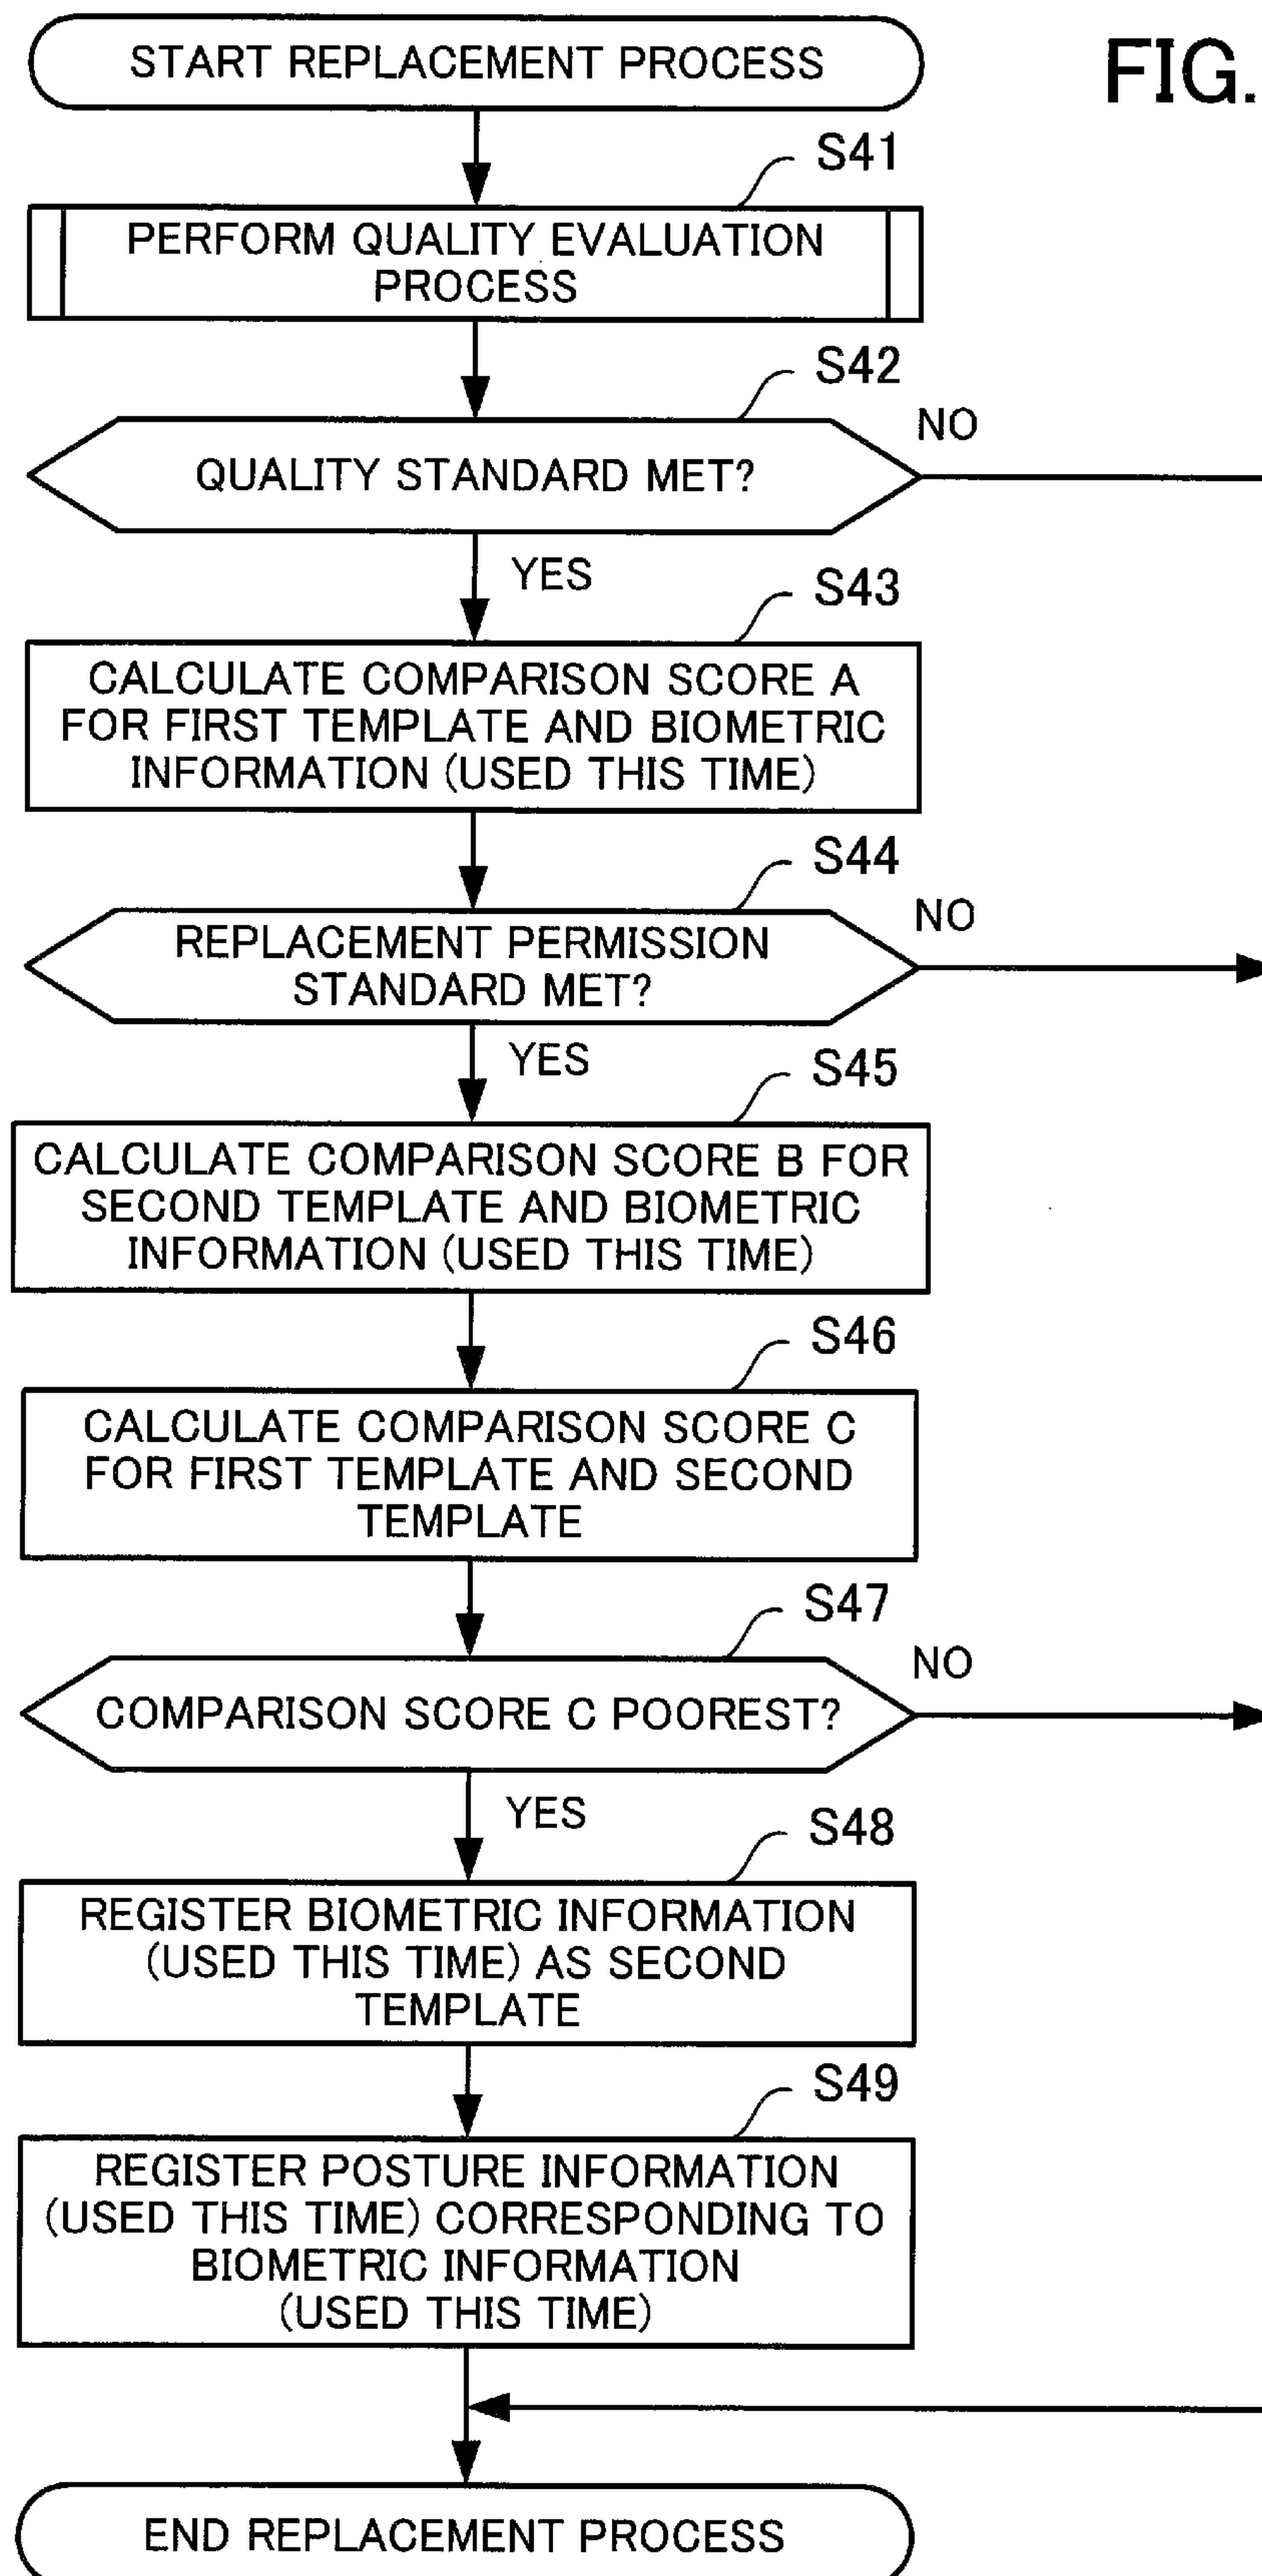 START REPLACEMENT PROCESS
FIG.
S41
PERFORM QUALITY EVALUATION
PROCESS
S42
QUALITY STANDARD MET?
NO
YES
S43
CALCULATE COMPARISON SCORE A
FOR FIRST TEMPLATE AND BIOMETRIC
INFORMATION (USED THIS TIME)
S44
REPLACEMENT PERMISSION
STANDARD MET?
NO
YES
S45
CALCULATE COMPARISON SCORE B FOR
SECOND TEMPLATE AND BIOMETRIC
INFORMATION (USED THIS TIME)
S46
CALCULATE COMPARISON SCORE C
FOR FIRST TEMPLATE AND SECOND
TEMPLATE
S47
COMPARISON SCORE C POOREST?
NO
YES
S48
REGISTER BIOMETRIC INFORMATION
(USED THIS TIME) AS SECOND
TEMPLATE
S49
REGISTER POSTURE INFORMATION
(USED THIS TIME) CORRESPONDING TO
BIOMETRIC INFORMATION
(USED THIS TIME)
END REPLACEMENT PROCESS